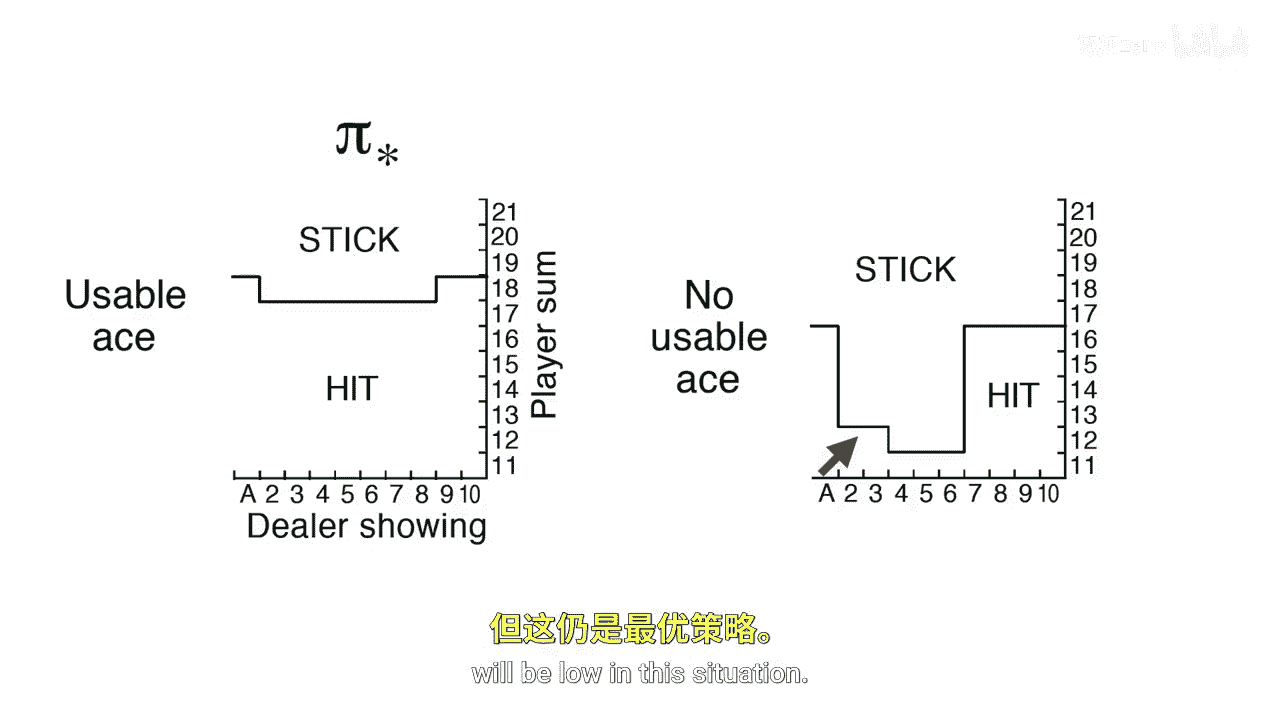 π*
Usable
ace
STICK
HIT
21
20
19
18
17
16
15
14
13
12
11
Player sum
A 2 3 4 5 6 7 8 9 10
Dealer showing
No
usable
ace
STICK
HIT
21
20
19
18
17
16
15
14
13
12
11
A 2 3 4 5 6 7 8 9 10
但这仍是最优策略。
will be low in this situation.